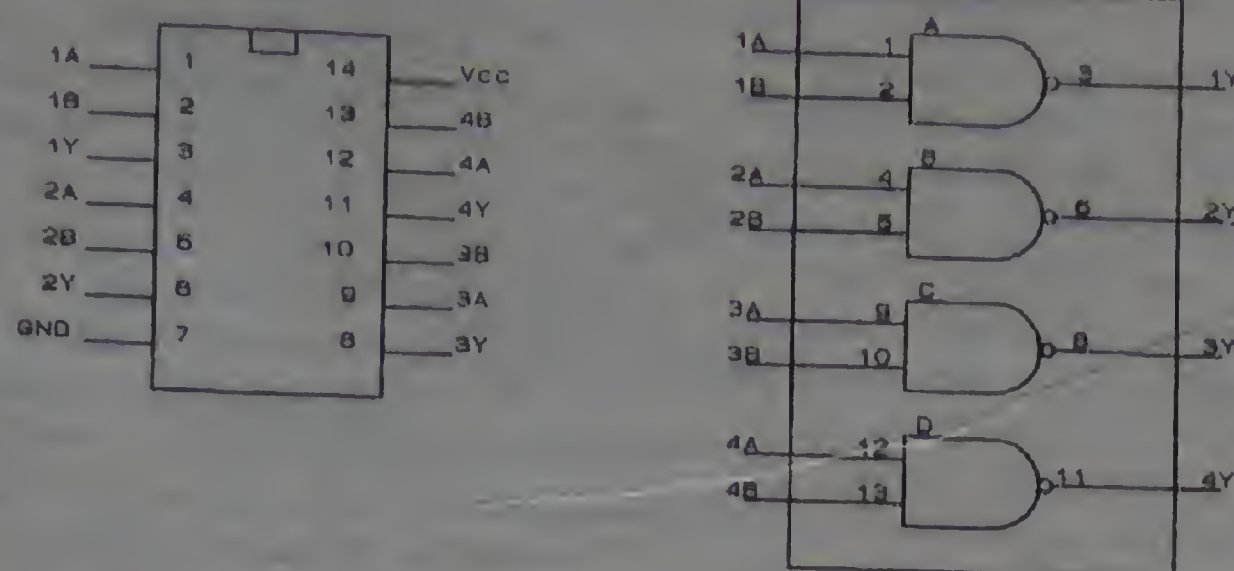 1A 1 14 Vcc
1B 2 13 4B
1Y 3 12 4A
2A 4 11 4Y
2B 5 10 3B
2Y 6 9 3A
GND 7 8 3Y
A
1A 1
1B 2 3 1Y
B
2A 4
2B 5 6 2Y
C
3A 9
3B 10 8 3Y
D
4A 12
4B 13 11 4Y